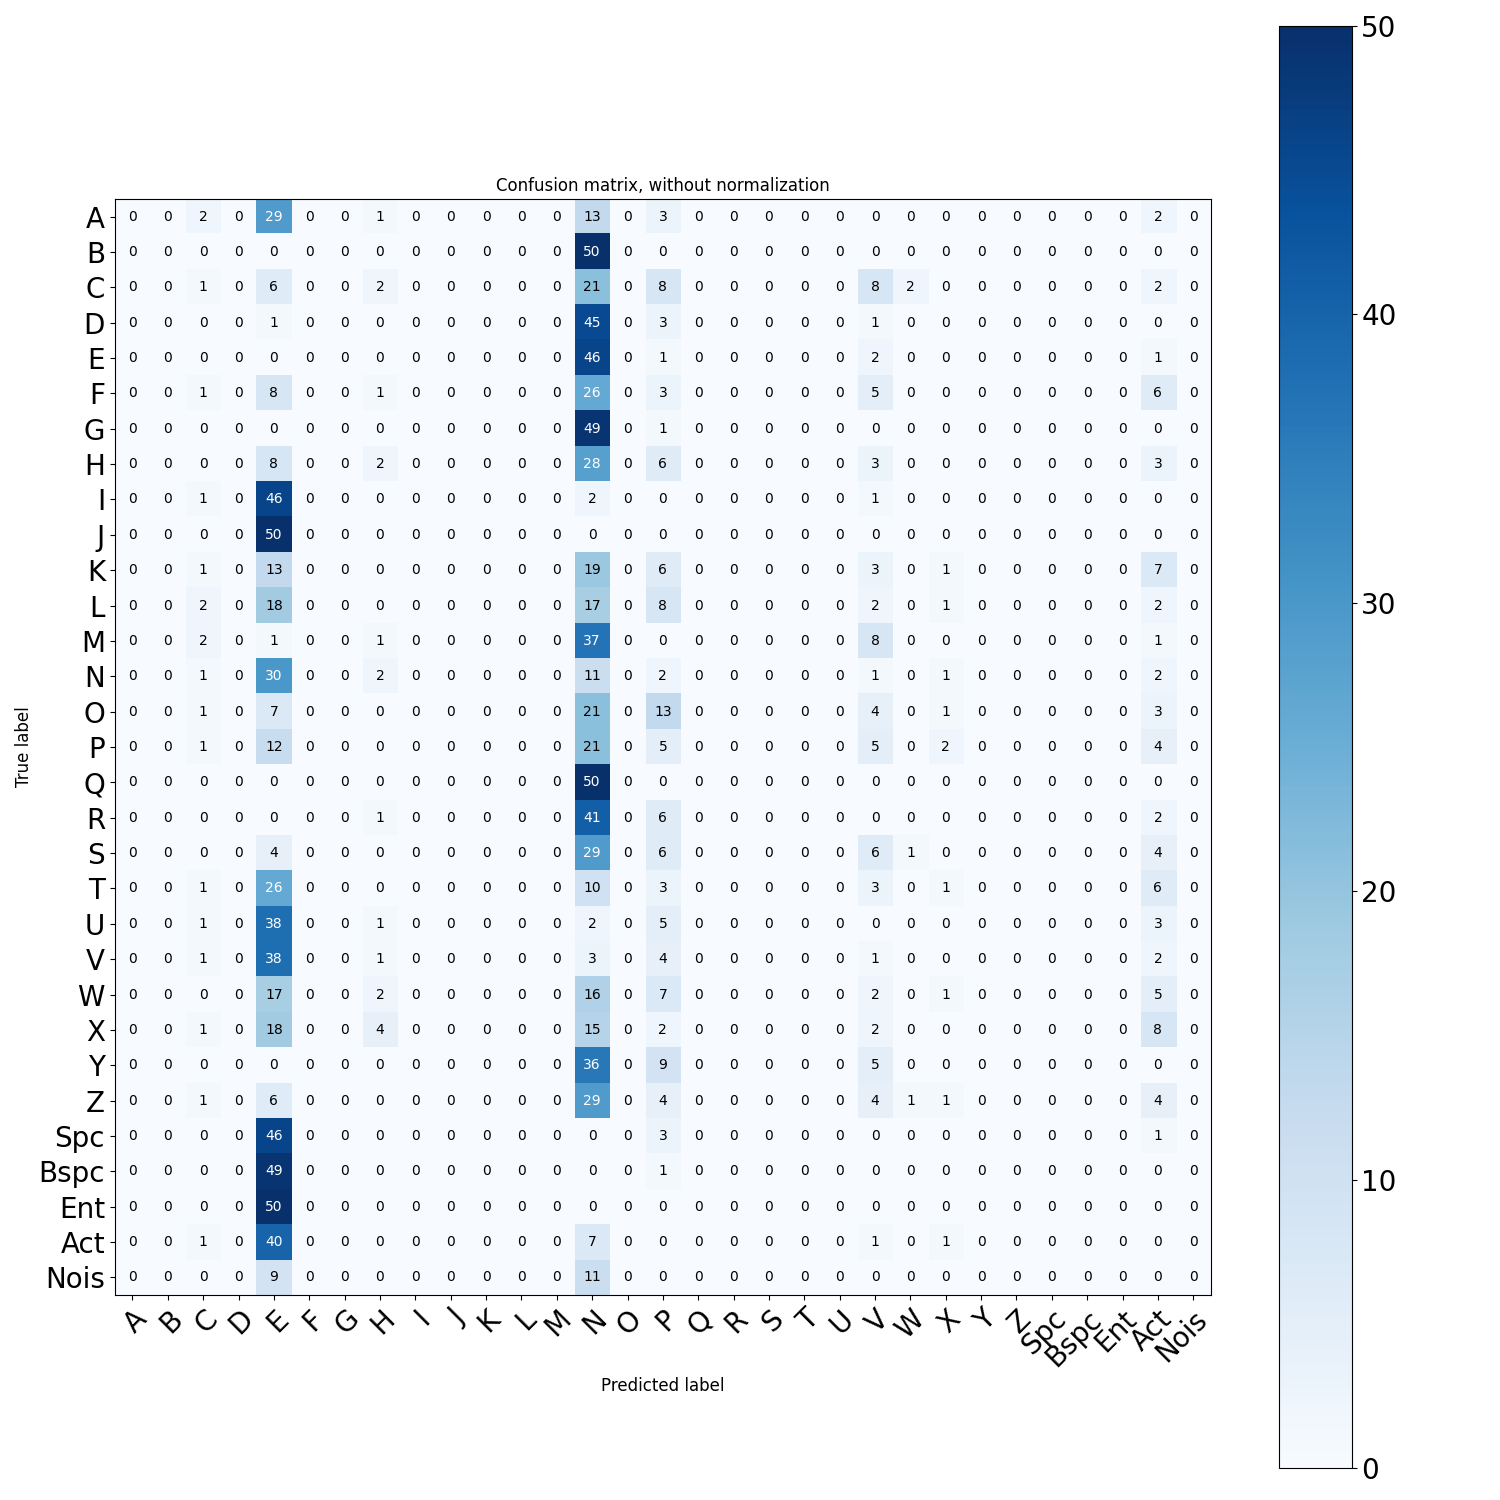 Confusion matrix, without normalization
A 0 0 2 0 29 0 0 1 0 0 0 0 0 13 0 3 0 0 0 0 0 0 0 0 0 0 0 0 0 2 0
B 0 0 0 0 0 0 0 0 0 0 0 0 0 50 0 0 0 0 0 0 0 0 0 0 0 0 0 0 0 0 0
C 0 0 1 0 6 0 0 2 0 0 0 0 0 21 0 8 0 0 0 0 0 8 2 0 0 0 0 0 0 2 0
D 0 0 0 0 1 0 0 0 0 0 0 0 0 45 0 3 0 0 0 0 0 1 0 0 0 0 0 0 0 0 0
E 0 0 0 0 0 0 0 0 0 0 0 0 0 46 0 1 0 0 0 0 0 2 0 0 0 0 0 0 0 1 0
F 0 0 1 0 8 0 0 1 0 0 0 0 0 26 0 3 0 0 0 0 0 5 0 0 0 0 0 0 0 6 0
G 0 0 0 0 0 0 0 0 0 0 0 0 0 49 0 1 0 0 0 0 0 0 0 0 0 0 0 0 0 0 0
H 0 0 0 0 8 0 0 2 0 0 0 0 0 28 0 6 0 0 0 0 0 3 0 0 0 0 0 0 0 3 0
I 0 0 1 0 46 0 0 0 0 0 0 0 0 2 0 0 0 0 0 0 0 1 0 0 0 0 0 0 0 0 0
J 0 0 0 0 50 0 0 0 0 0 0 0 0 0 0 0 0 0 0 0 0 0 0 0 0 0 0 0 0 0 0
K 0 0 1 0 13 0 0 0 0 0 0 0 0 19 0 6 0 0 0 0 0 3 0 1 0 0 0 0 0 7 0
L 0 0 2 0 18 0 0 0 0 0 0 0 0 17 0 8 0 0 0 0 0 2 0 1 0 0 0 0 0 2 0
M 0 0 2 0 1 0 0 1 0 0 0 0 0 37 0 0 0 0 0 0 0 8 0 0 0 0 0 0 0 1 0
N 0 0 1 0 30 0 0 2 0 0 0 0 0 11 0 2 0 0 0 0 0 1 0 1 0 0 0 0 0 2 0
O 0 0 1 0 7 0 0 0 0 0 0 0 0 21 0 13 0 0 0 0 0 4 0 1 0 0 0 0 0 3 0
P 0 0 1 0 12 0 0 0 0 0 0 0 0 21 0 5 0 0 0 0 0 5 0 2 0 0 0 0 0 4 0
Q 0 0 0 0 0 0 0 0 0 0 0 0 0 50 0 0 0 0 0 0 0 0 0 0 0 0 0 0 0 0 0
R 0 0 0 0 0 0 0 1 0 0 0 0 0 41 0 6 0 0 0 0 0 0 0 0 0 0 0 0 0 2 0
S 0 0 0 0 4 0 0 0 0 0 0 0 0 29 0 6 0 0 0 0 0 6 1 0 0 0 0 0 0 4 0
T 0 0 1 0 26 0 0 0 0 0 0 0 0 10 0 3 0 0 0 0 0 3 0 1 0 0 0 0 0 6 0
U 0 0 1 0 38 0 0 1 0 0 0 0 0 2 0 5 0 0 0 0 0 0 0 0 0 0 0 0 0 3 0
V 0 0 1 0 38 0 0 1 0 0 0 0 0 3 0 4 0 0 0 0 0 1 0 0 0 0 0 0 0 2 0
W 0 0 0 0 17 0 0 2 0 0 0 0 0 16 0 7 0 0 0 0 0 2 0 1 0 0 0 0 0 5 0
X 0 0 1 0 18 0 0 4 0 0 0 0 0 15 0 2 0 0 0 0 0 2 0 0 0 0 0 0 0 8 0
Y 0 0 0 0 0 0 0 0 0 0 0 0 0 36 0 9 0 0 0 0 0 5 0 0 0 0 0 0 0 0 0
Z 0 0 1 0 6 0 0 0 0 0 0 0 0 29 0 4 0 0 0 0 0 4 1 1 0 0 0 0 0 4 0
Spc 0 0 0 0 46 0 0 0 0 0 0 0 0 0 0 3 0 0 0 0 0 0 0 0 0 0 0 0 0 1 0
Bspc 0 0 0 0 49 0 0 0 0 0 0 0 0 0 0 1 0 0 0 0 0 0 0 0 0 0 0 0 0 0 0
Ent 0 0 0 0 50 0 0 0 0 0 0 0 0 0 0 0 0 0 0 0 0 0 0 0 0 0 0 0 0 0 0
Act 0 0 1 0 40 0 0 0 0 0 0 0 0 7 0 0 0 0 0 0 0 1 0 1 0 0 0 0 0 0 0
Nois 0 0 0 0 9 0 0 0 0 0 0 0 0 11 0 0 0 0 0 0 0 0 0 0 0 0 0 0 0 0 0
A B C D E F G H I J K L M N O P Q R S T U V W X Y Z Spc Bspc Ent Act Nois
Predicted label
True label
50
40
30
20
10
0